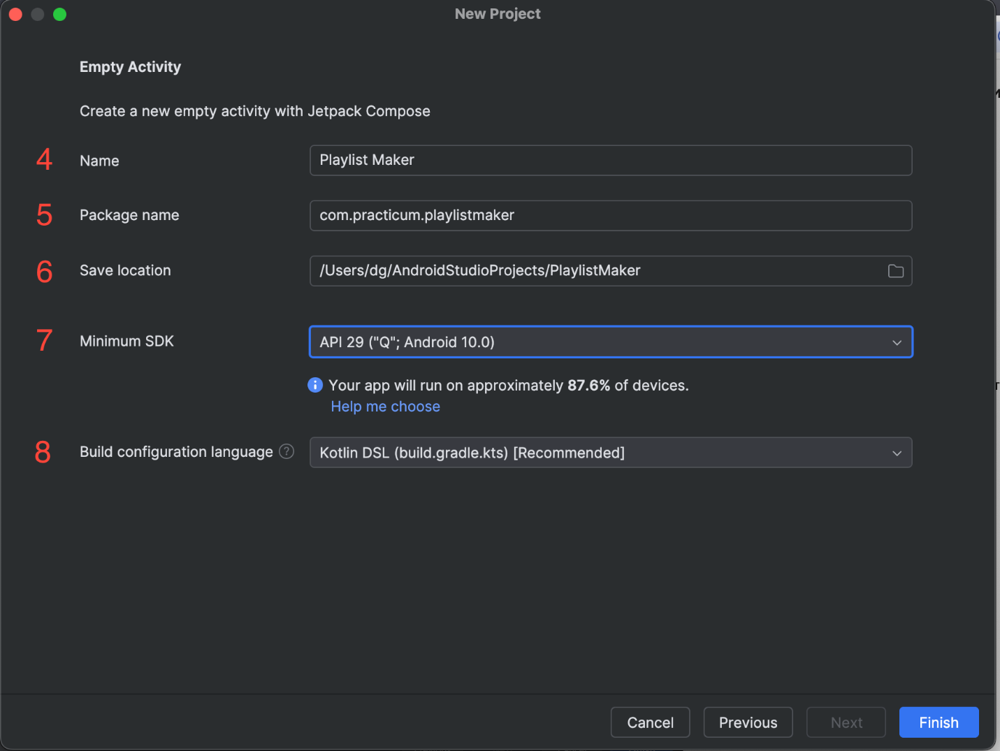 New Project
Empty Activity
Create a new empty activity with Jetpack Compose
4 Name Playlist Maker
5 Package name com.practicum.playlistmaker
6 Save location /Users/dg/AndroidStudioProjects/PlaylistMaker
7 Minimum SDK API 29 ("Q"; Android 10.0)
Your app will run on approximately 87.6% of devices.
Help me choose
8 Build configuration language ? Kotlin DSL (build.gradle.kts) [Recommended]
Cancel Previous Next Finish